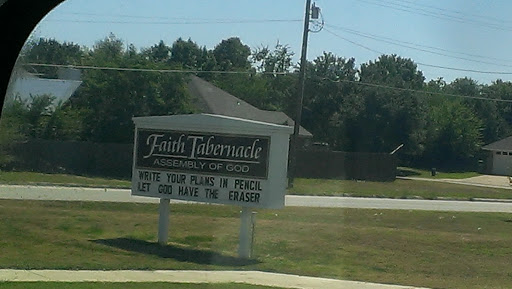 Faith Tabernacle
ASSEMBLY OF GOD
WRITE YOUR PLANS IN PENCIL
LET GOD HAVE THE ERASER